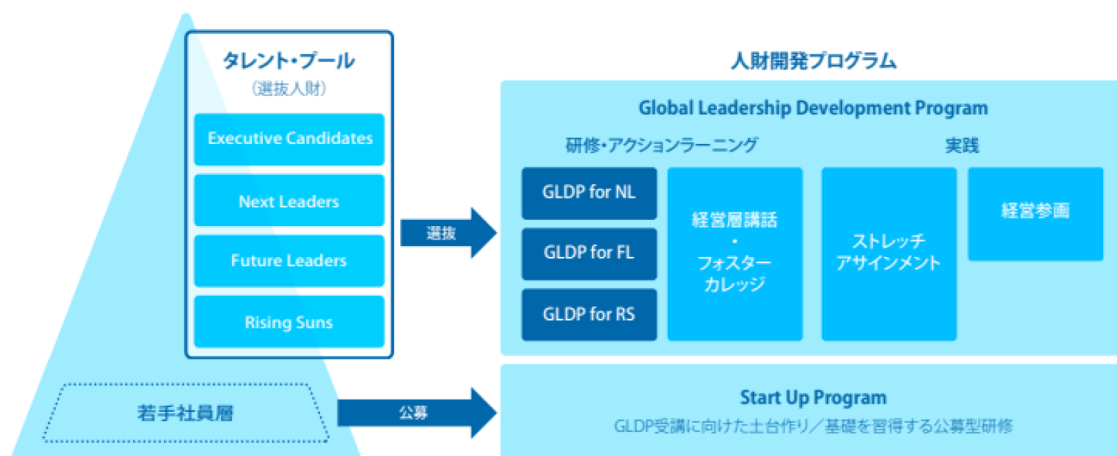 タレント・プール
（選抜人財）
Executive Candidates
Next Leaders
Future Leaders
Rising Suns
若手社員層
選抜
公募
人財開発プログラム
Global Leadership Development Program
研修・アクションラーニング
実践
GLDP for NL
GLDP for FL
GLDP for RS
経営層講話
・
フォスター
カレッジ
ストレッチ
アサインメント
経営参画
Start Up Program
GLDP受講に向けた土台作り／基礎を習得する公募型研修